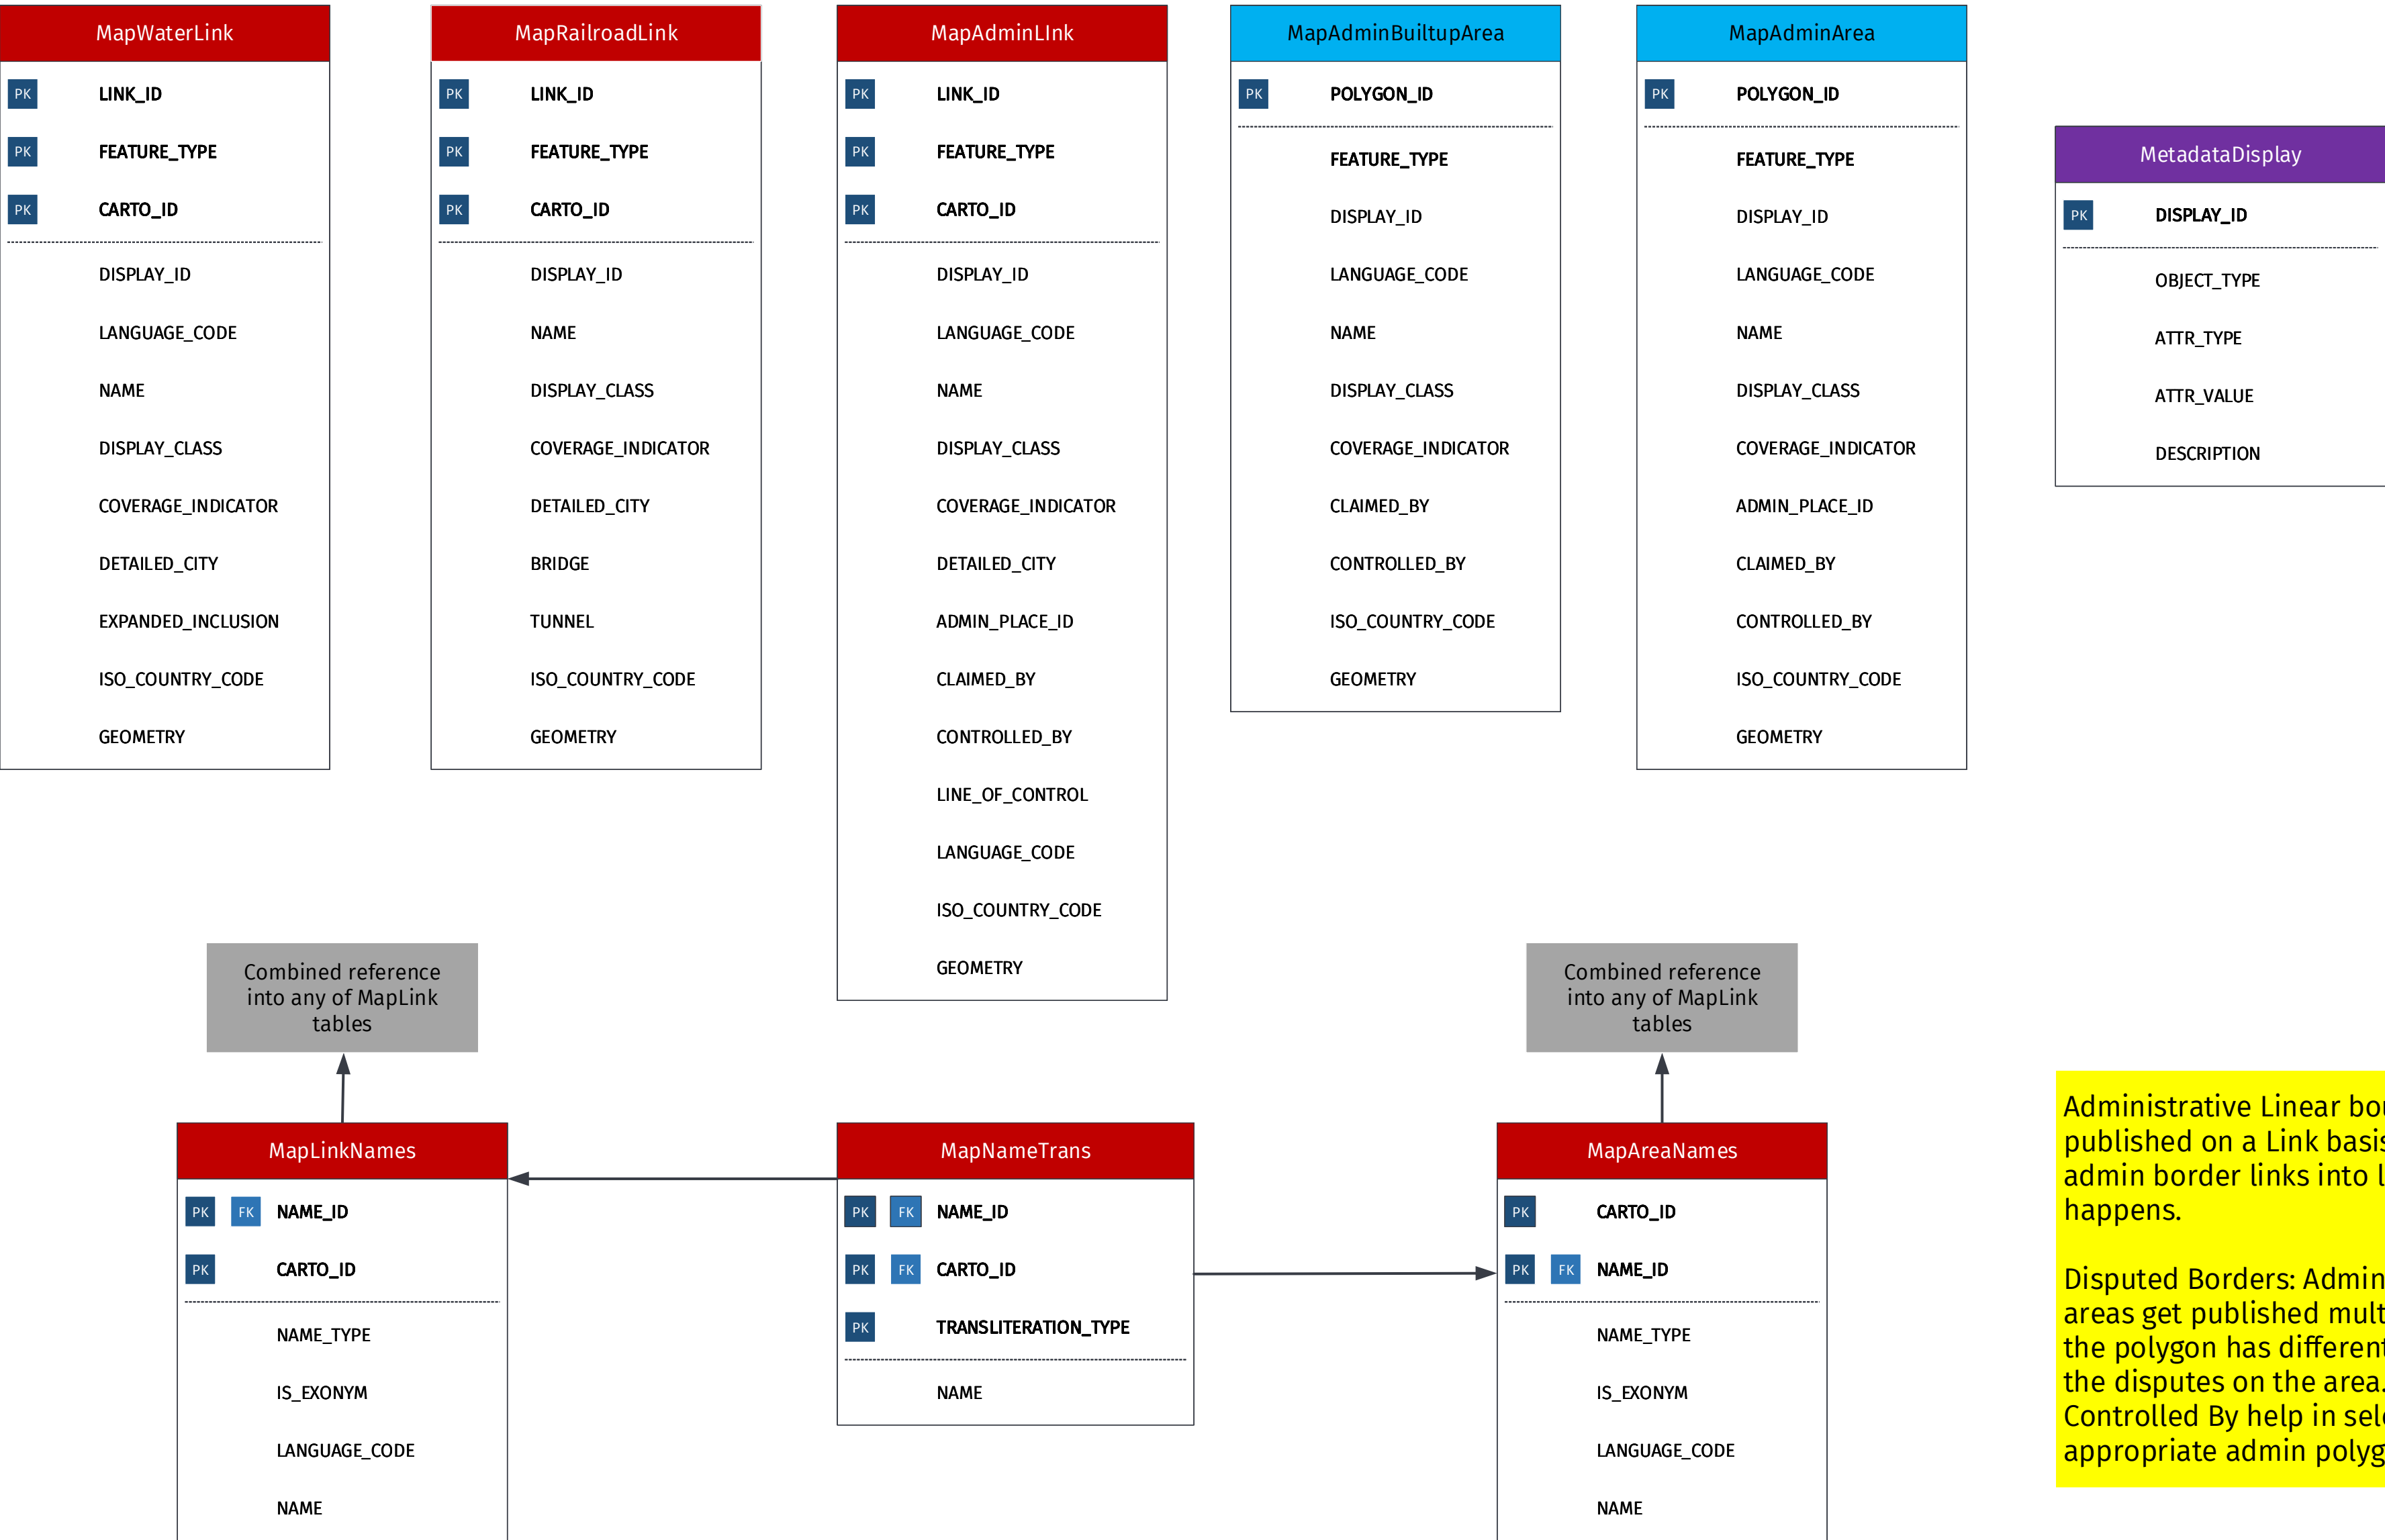 MapWaterLink
PK LINK_ID
PK FEATURE_TYPE
PK CARTO_ID
DISPLAY_ID
LANGUAGE_CODE
NAME
DISPLAY_CLASS
COVERAGE_INDICATOR
DETAILED_CITY
EXPANDED_INCLUSION
ISO_COUNTRY_CODE
GEOMETRY
MapRailroadLink
PK LINK_ID
PK FEATURE_TYPE
PK CARTO_ID
DISPLAY_ID
NAME
DISPLAY_CLASS
COVERAGE_INDICATOR
DETAILED_CITY
BRIDGE
TUNNEL
ISO_COUNTRY_CODE
GEOMETRY
MapAdminLInk
PK LINK_ID
PK FEATURE_TYPE
PK CARTO_ID
DISPLAY_ID
LANGUAGE_CODE
NAME
DISPLAY_CLASS
COVERAGE_INDICATOR
DETAILED_CITY
ADMIN_PLACE_ID
CLAIMED_BY
CONTROLLED_BY
LINE_OF_CONTROL
LANGUAGE_CODE
ISO_COUNTRY_CODE
GEOMETRY
MapAdminBuiltupArea
PK POLYGON_ID
FEATURE_TYPE
DISPLAY_ID
LANGUAGE_CODE
NAME
DISPLAY_CLASS
COVERAGE_INDICATOR
CLAIMED_BY
CONTROLLED_BY
ISO_COUNTRY_CODE
GEOMETRY
MapAdminArea
PK POLYGON_ID
FEATURE_TYPE
DISPLAY_ID
LANGUAGE_CODE
NAME
DISPLAY_CLASS
COVERAGE_INDICATOR
ADMIN_PLACE_ID
CLAIMED_BY
CONTROLLED_BY
ISO_COUNTRY_CODE
GEOMETRY
MetadataDisplay
PK DISPLAY_ID
OBJECT_TYPE
ATTR_TYPE
ATTR_VALUE
DESCRIPTION
Combined reference
into any of MapLink
tables
MapLinkNames
PK FK NAME_ID
PK CARTO_ID
NAME_TYPE
IS_EXONYM
LANGUAGE_CODE
NAME
MapNameTrans
PK FK NAME_ID
PK FK CARTO_ID
PK TRANSLITERATION_TYPE
NAME
Combined reference
into any of MapLink
tables
MapAreaNames
PK CARTO_ID
PK FK NAME_ID
NAME_TYPE
IS_EXONYM
LANGUAGE_CODE
NAME
Administrative Linear
published on a Link
admin border links into
happens.
Disputed Borders: Admin
areas get published
the polygon has
the disputes on the area.
Controlled By help in
appropriate admin